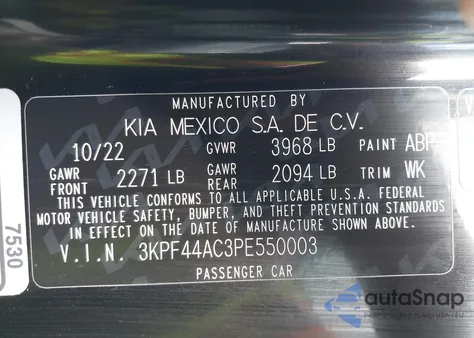 MANUFACTURED BY
KIA MEXICO S.A. DE C.V.
10/22 GVWR 3968 LB PAINT ABP
GAWR FRONT 2271 LB GAWR REAR 2094 LB TRIM WK
THIS VEHICLE CONFORMS TO ALL APPLICABLE U.S.A. FEDERAL
MOTOR VEHICLE SAFETY, BUMPER, AND THEFT PREVENTION STANDARDS
IN EFFECT ON THE DATE OF MANUFACTURE SHOWN ABOVE.
V.I.N. 3KPF44AC3PE550003
PASSENGER CAR
7530
autoSnap